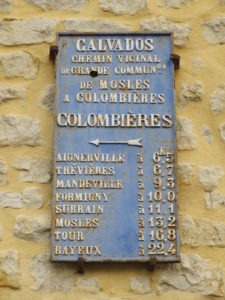 CALVADOS
CHEMIN VICINAL
DE GRANDE COMMUNON
DE MOSLES
A COLOMBIÈRES
COLOMBIÈRES
K.
AIGNERVILLE à 6,5
TRÉVIÈRES à 6,7
MANDEVILLE à 9,3
FORMIGNY à 10,0
SURRAIN à 11,1
MOSLES à 13,2
TOUR à 16,8
BAYEUX à 22,4